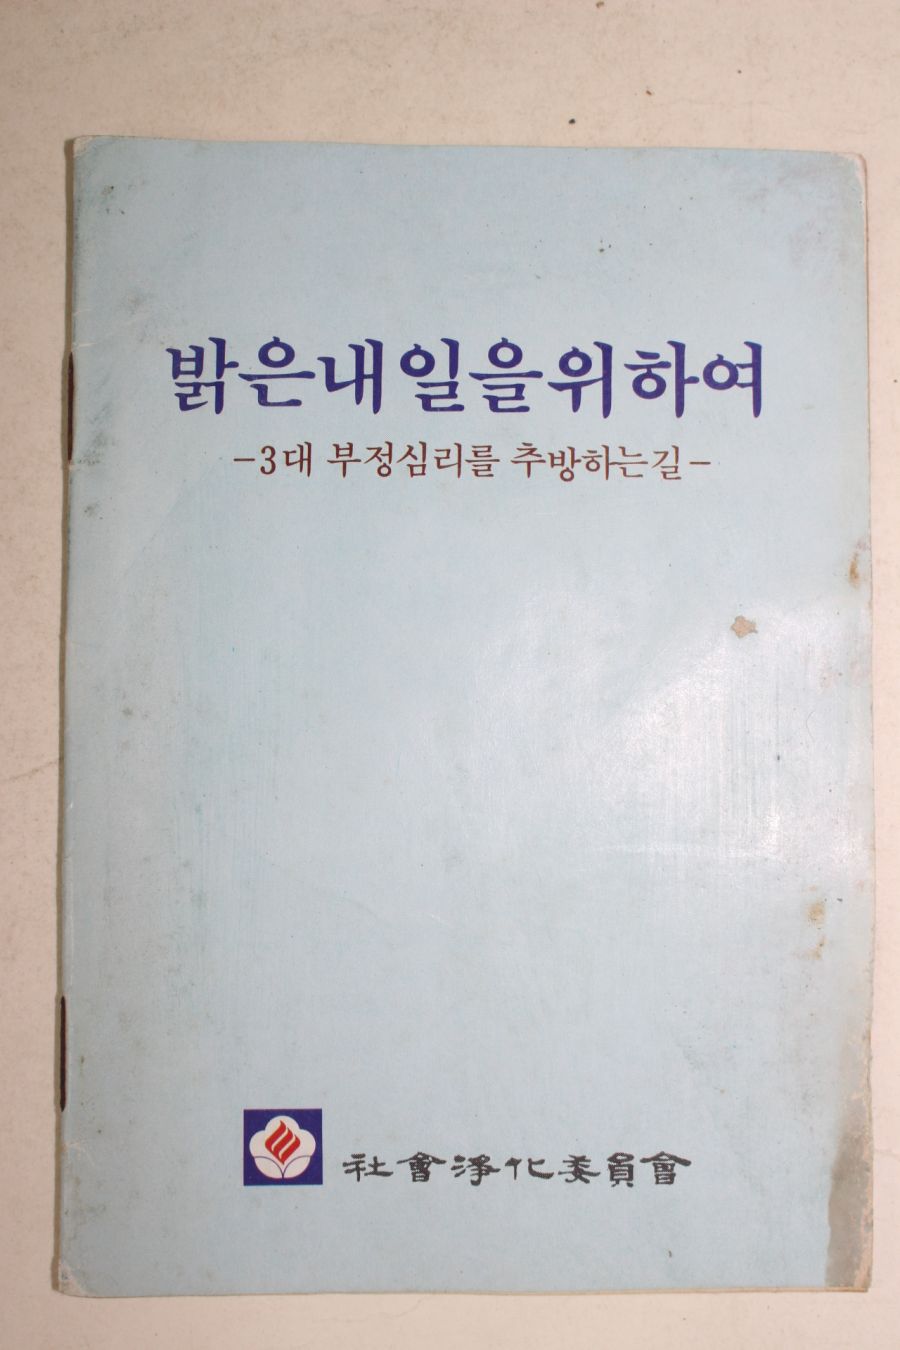 밝은내일을위하여
-3대 부정심리를 추방하는길-
社會淨化委員會